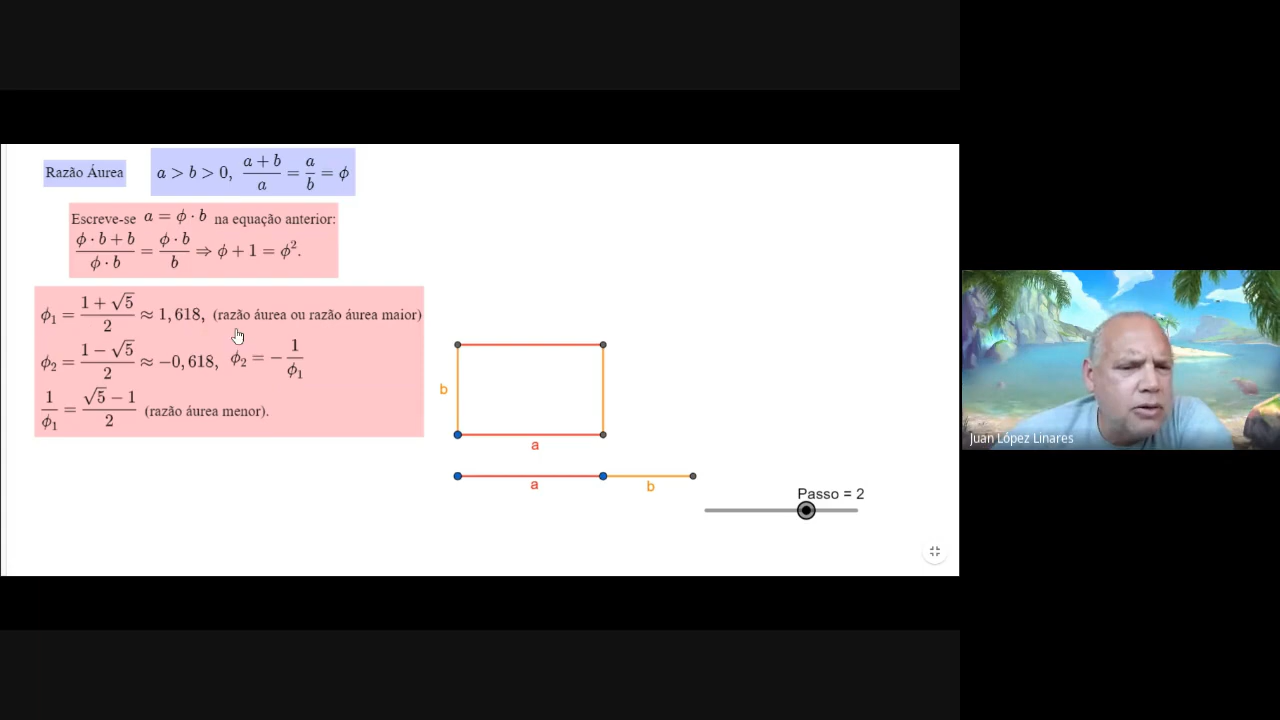 Razão Áurea
a > b > 0, (a + b)/a = a/b = ϕ
Escreve-se a = ϕ · b na equação anterior:
(ϕ · b + b)/(ϕ · b) = (ϕ · b)/b ⇒ ϕ + 1 = ϕ².
ϕ₁ = (1 + √5)/2 ≈ 1,618, (razão áurea ou razão áurea maior)
ϕ₂ = (1 − √5)/2 ≈ −0,618, ϕ₂ = −1/ϕ₁
1/ϕ₁ = (√5 − 1)/2 (razão áurea menor).
b
a
a
b
Passo = 2
Juan López Linares